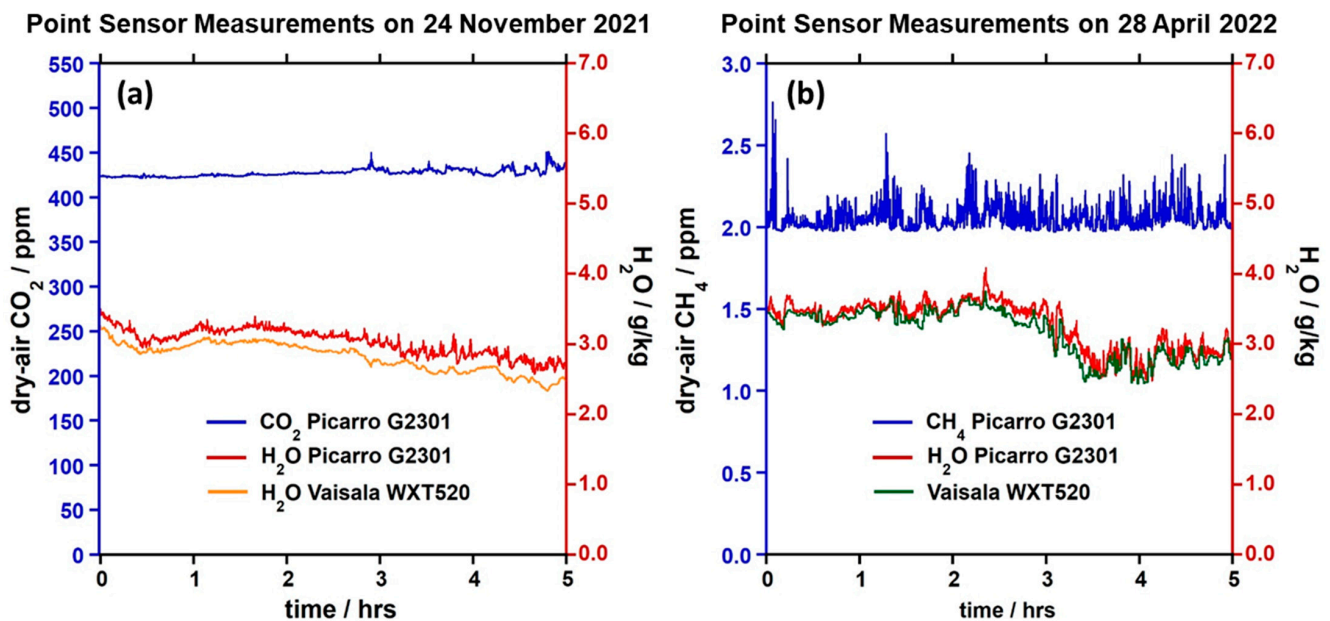 Point Sensor Measurements on 24 November 2021
(a)
550
500
450
400
350
300
250
200
150
100
50
0
dry-air CO₂ / ppm
7.0
6.0
5.0
4.0
3.0
2.0
1.0
0.0
H₂O / g/kg
CO₂ Picarro G2301
H₂O Picarro G2301
H₂O Vaisala WXT520
0 1 2 3 4 5
time / hrs
Point Sensor Measurements on 28 April 2022
(b)
3.0
2.5
2.0
1.5
1.0
0.5
0.0
dry-air CH₄ / ppm
7.0
6.0
5.0
4.0
3.0
2.0
1.0
0.0
H₂O / g/kg
CH₄ Picarro G2301
H₂O Picarro G2301
Vaisala WXT520
0 1 2 3 4 5
time / hrs